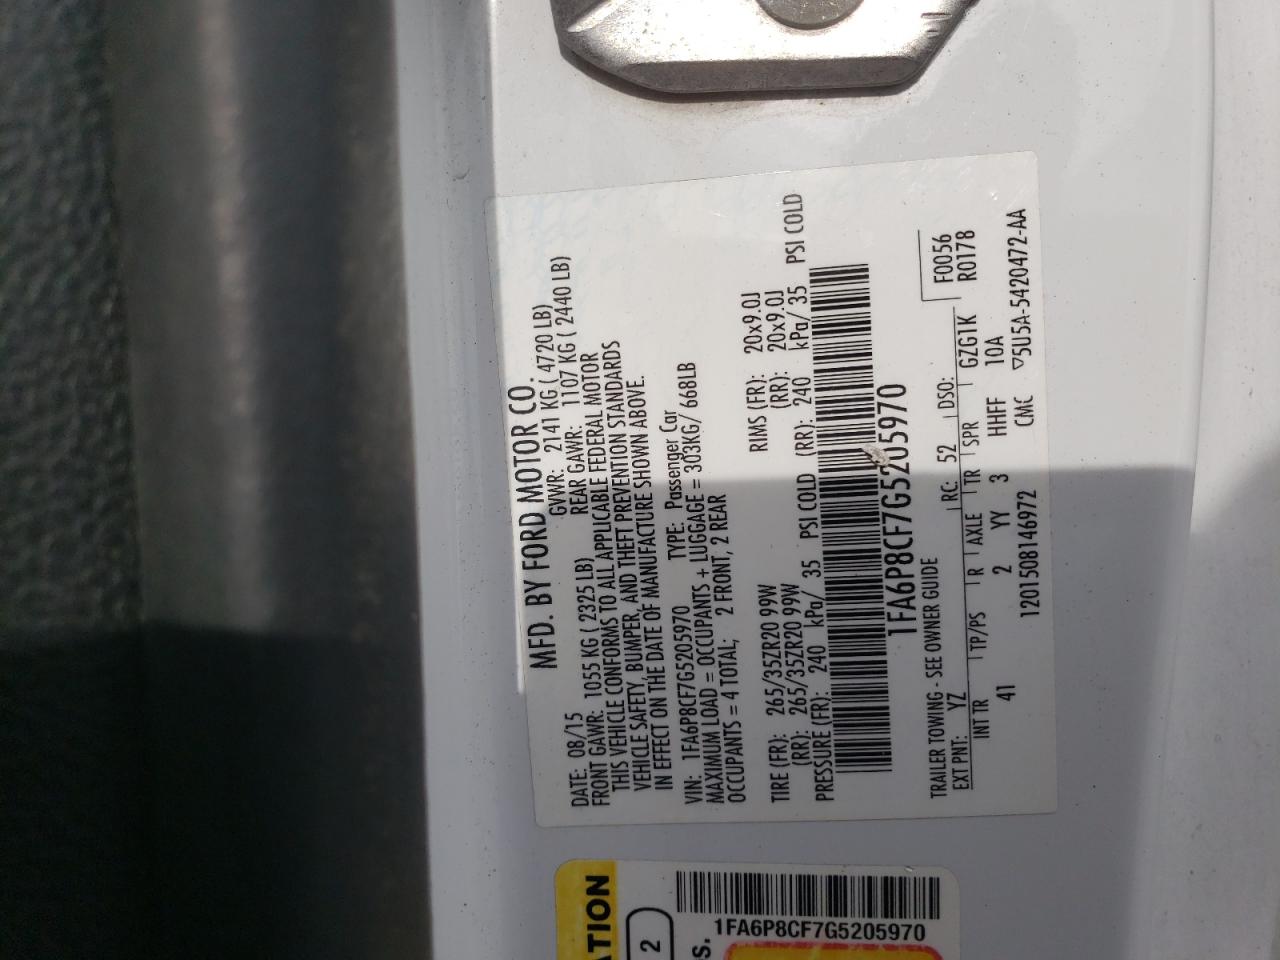 MFD. BY FORD MOTOR CO.
DATE: 08/15 GVWR: 2141 KG ( 4720 LB)
FRONT GAWR: 1055 KG ( 2325 LB) REAR GAWR: 1107 KG ( 2440 LB)
THIS VEHICLE CONFORMS TO ALL APPLICABLE FEDERAL MOTOR
VEHICLE SAFETY, BUMPER, AND THEFT PREVENTION STANDARDS
IN EFFECT ON THE DATE OF MANUFACTURE SHOWN ABOVE.
VIN: 1FA6P8CF7G5205970 TYPE: Passenger Car
MAXIMUM LOAD = OCCUPANTS + LUGGAGE = 303KG/ 668LB
OCCUPANTS = 4 TOTAL; 2 FRONT, 2 REAR
TIRE (FR): 265/35ZR20 99W RIMS (FR): 20x9.0J
(RR): 265/35ZR20 99W (RR): 20x9.0J
PRESSURE (FR): 240 kPa/ 35 PSI COLD (RR): 240 kPa/ 35 PSI COLD
1FA6P8CF7G5205970
TRAILER TOWING - SEE OWNER GUIDE F0056
EXT PNT: YZ RC: 52 DSO: R0178
INT TR TP/PS R AXLE TR SPR GZG1K
41 2 YY 3 HHFF 10A
1201508146972 CMC ▽5U5A-5420472-AA
ATION
2
1FA6P8CF7G5205970